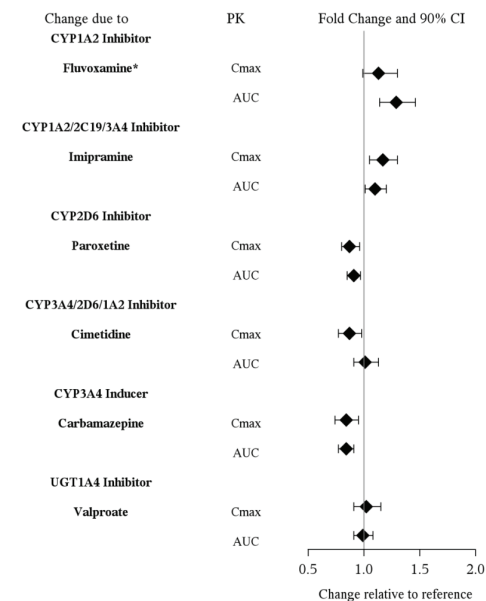 Change due to PK Fold Change and 90% CI
CYP1A2 Inhibitor
Fluvoxamine* Cmax
AUC
CYP1A2/2C19/3A4 Inhibitor
Imipramine Cmax
AUC
CYP2D6 Inhibitor
Paroxetine Cmax
AUC
CYP3A4/2D6/1A2 Inhibitor
Cimetidine Cmax
AUC
CYP3A4 Inducer
Carbamazepine Cmax
AUC
UGT1A4 Inhibitor
Valproate Cmax
AUC
0.5 1.0 1.5 2.0
Change relative to reference